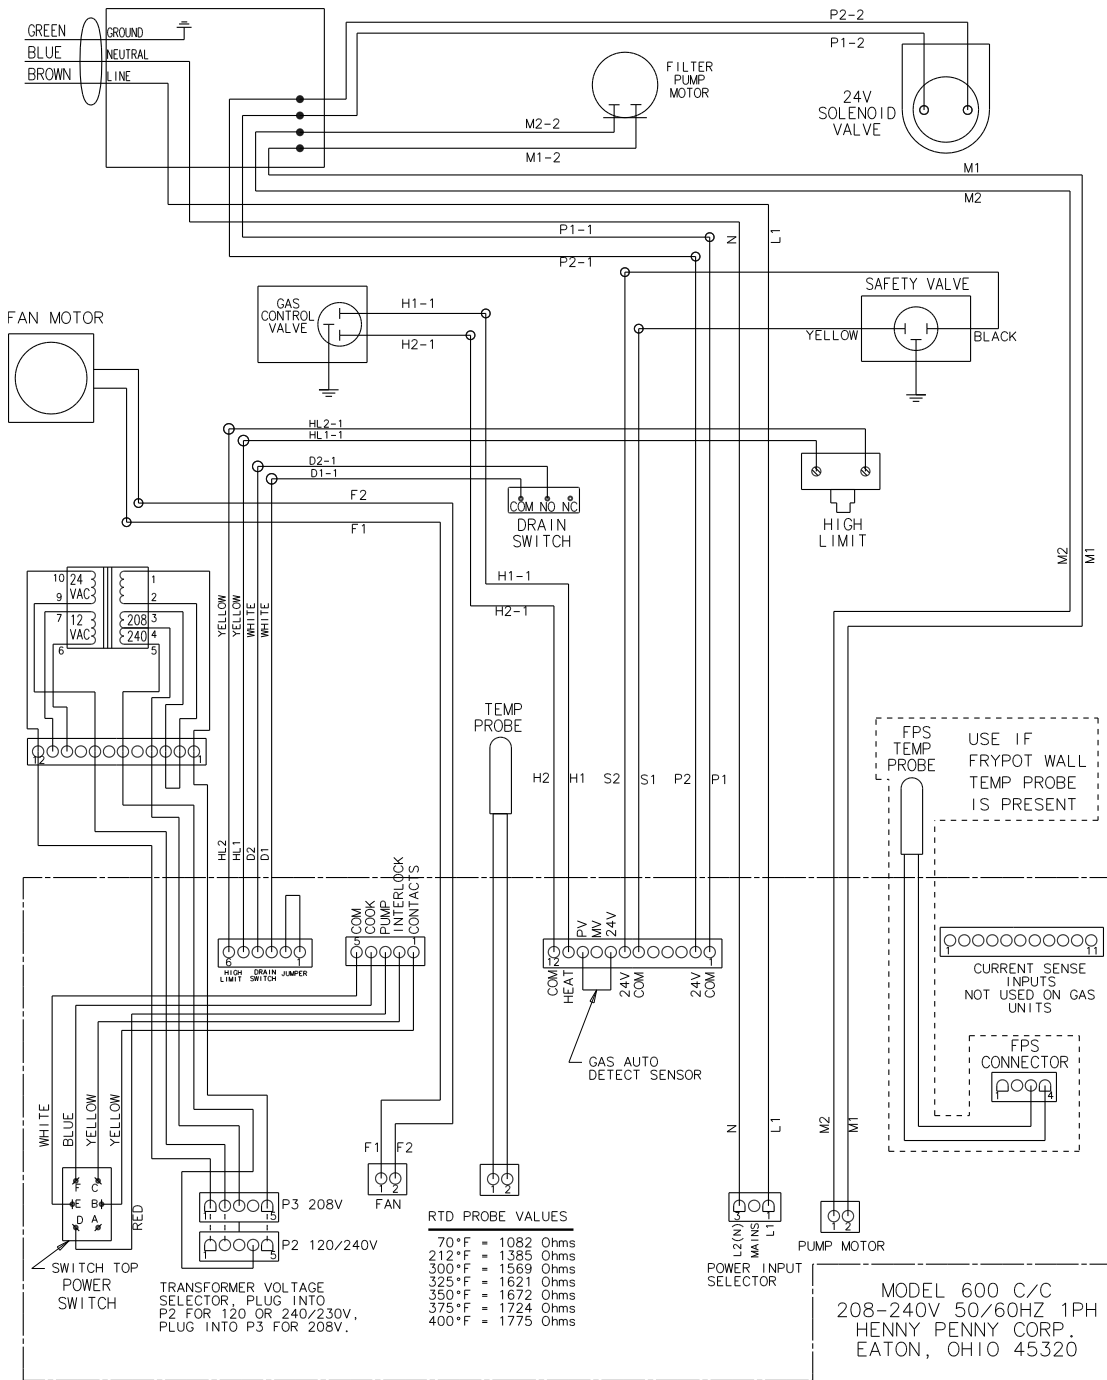 GREEN
GROUND
BLUE
NEUTRAL
BROWN
LINE
P2-2
P1-2
FILTER
PUMP
MOTOR
24V
SOLENOID
VALVE
M2-2
M1-2
M1
M2
P1-1
P2-1
N
L1
GAS
CONTROL
VALVE
H1-1
H2-1
SAFETY VALVE
YELLOW
BLACK
FAN MOTOR
HL2-1
HL1-1
D2-1
D1-1
F2
F1
COM NO NC
DRAIN
SWITCH
HIGH
LIMIT
M2
M1
H1-1
H2-1
10
24
VAC
9
7
12
VAC
6
1
2
208
3
240
4
5
YELLOW
YELLOW
WHITE
WHITE
12
1
TEMP
PROBE
H2
H1
S2
S1
P2
P1
FPS
TEMP
PROBE
USE IF
FRYPOT WALL
TEMP PROBE
IS PRESENT
HL2
HL1
D2
D1
COM
COOK
PUMP
INTERLOCK
CONTACTS
5
1
6
1
HIGH
LIMIT
DRAIN
SWITCH
JUMPER
PV
MV
24V
12
1
COM
HEAT
24V
COM
24V
COM
GAS AUTO
DETECT SENSOR
1
11
CURRENT SENSE
INPUTS
NOT USED ON GAS
UNITS
FPS
CONNECTOR
1
4
WHITE
BLUE
YELLOW
YELLOW
F
C
E
B
D
A
RED
SWITCH TOP
POWER
SWITCH
1
5
P3 208V
1
5
P2 120/240V
TRANSFORMER VOLTAGE
SELECTOR, PLUG INTO
P2 FOR 120 OR 240/230V,
PLUG INTO P3 FOR 208V.
F1
F2
1 2
FAN
1 2
RTD PROBE VALUES
70°F = 1082 Ohms
212°F = 1385 Ohms
300°F = 1569 Ohms
325°F = 1621 Ohms
350°F = 1672 Ohms
375°F = 1724 Ohms
400°F = 1775 Ohms
N
L1
3
1
L2(N)
MAINS
L1
POWER INPUT
SELECTOR
M2
M1
1 2
PUMP MOTOR
MODEL 600 C/C
208-240V 50/60HZ 1PH
HENNY PENNY CORP.
EATON, OHIO 45320